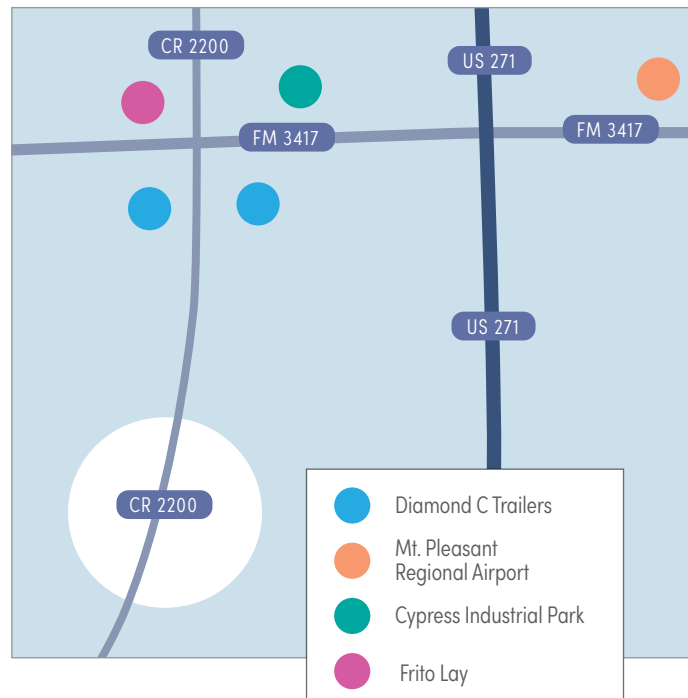 CR 2200
US 271
FM 3417
FM 3417
US 271
CR 2200
Diamond C Trailers
Mt. Pleasant
Regional Airport
Cypress Industrial Park
Frito Lay